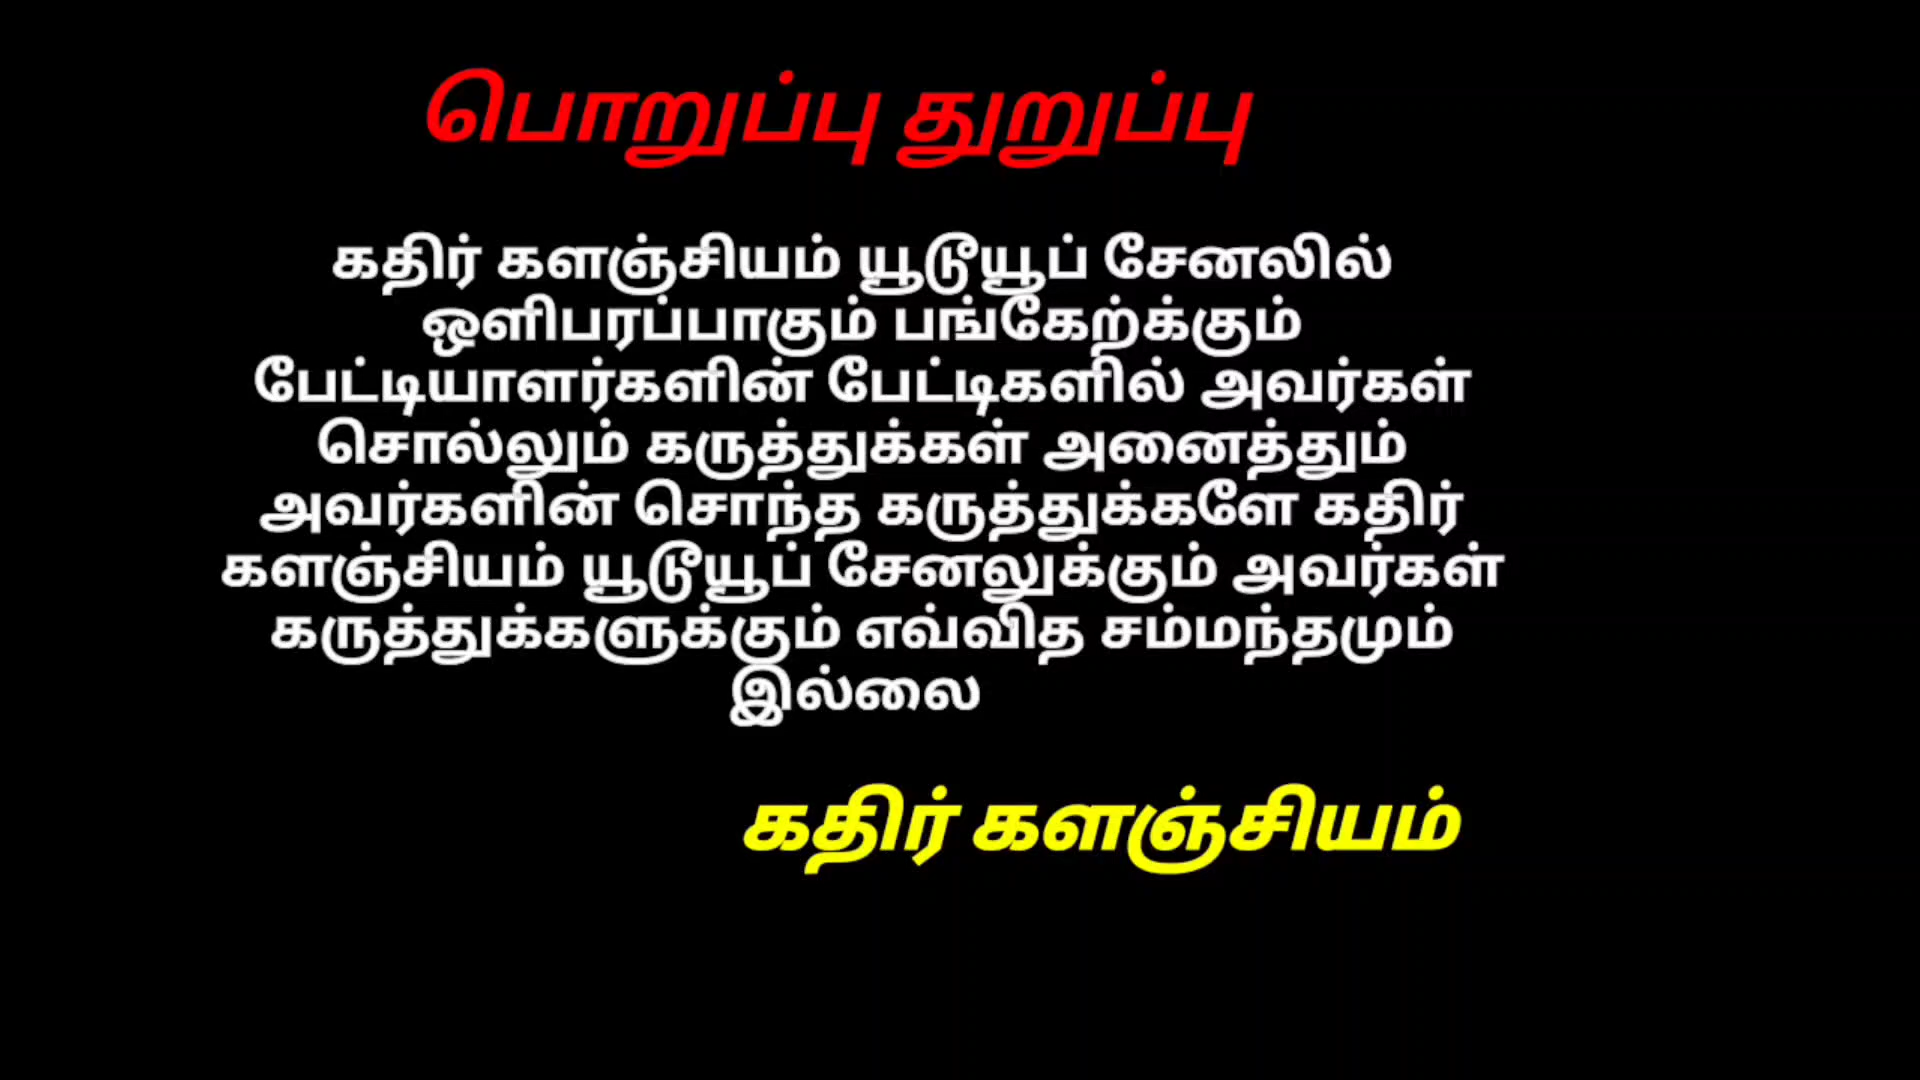 பொறுப்பு துறுப்பு
கதிர் களஞ்சியம் யூடூயூப் சேனலில்
ஒளிபரப்பாகும் பங்கேற்க்கும்
பேட்டியாளர்களின் பேட்டிகளில் அவர்கள்
சொல்லும் கருத்துக்கள் அனைத்தும்
அவர்களின் சொந்த கருத்துக்களே கதிர்
களஞ்சியம் யூடூயூப் சேனலுக்கும் அவர்கள்
கருத்துக்களுக்கும் எவ்வித சம்மந்தமும்
இல்லை
கதிர் களஞ்சியம்